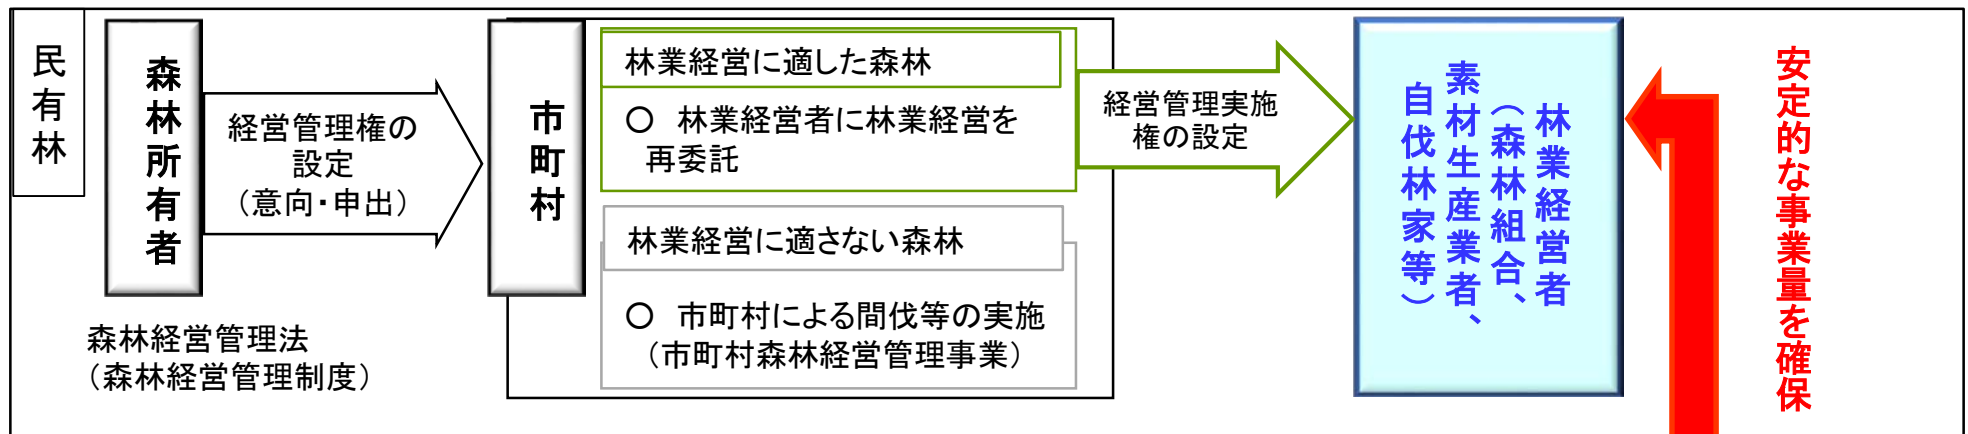 民有林
森林所有者
経営管理権の
設定
（意向・申出）
森林経営管理法
（森林経営管理制度）
市町村
林業経営に適した森林
○　林業経営者に林業経営を
再委託
林業経営に適さない森林
○　市町村による間伐等の実施
（市町村森林経営管理事業）
経営管理実施
権の設定
林業経営者
（森林組合、
素材生産業者、
自伐林家等）
安定的な事業量を確保